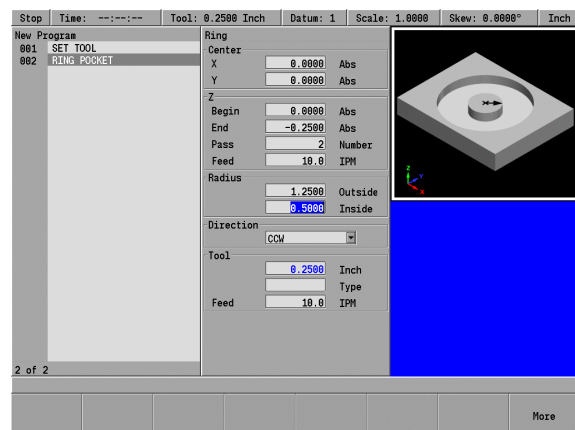 Stop Time: --:--:-- Tool: 0.2500 Inch Datum: 1 Scale: 1.0000 Skew: 0.0000° Inch
New Program
001 SET TOOL
002 RING POCKET
2 of 2
Ring
Center
X 0.0000 Abs
Y 0.0000 Abs
Z
Begin 0.0000 Abs
End -0.2500 Abs
Pass 2 Number
Feed 10.0 IPM
Radius
1.2500 Outside
0.5000 Inside
Direction
CCW
Tool
0.2500 Inch
Type
Feed 10.0 IPM
Z
Y
X
More